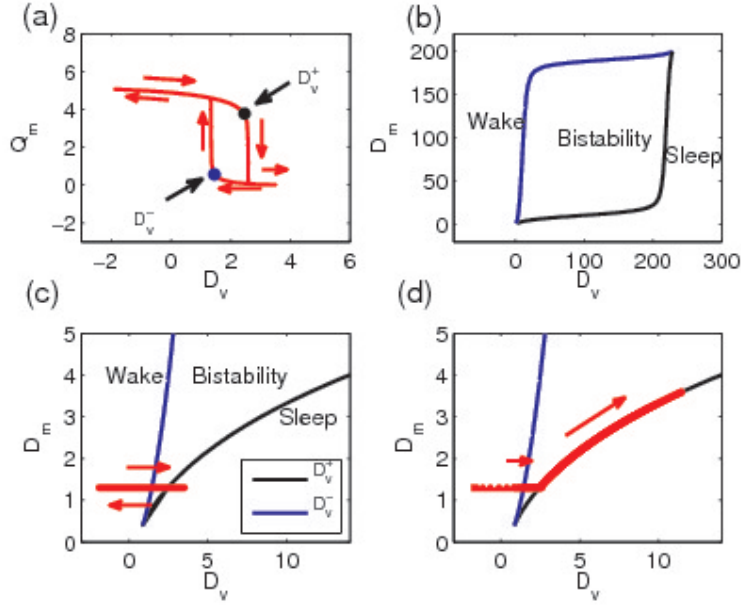 (a)
8
6
4
2
0
−2
Q_m
D_v^+
D_v^-
−2 0 2 4 6
D_v
(b)
200
150
100
50
0
D_m
Wake
Bistability
Sleep
0 100 200 300
D_v
(c)
5
4
3
2
1
0
D_m
Wake Bistability
Sleep
D_v^+
D_v^-
0 5 10
D_v
(d)
5
4
3
2
1
0
D_m
0 5 10
D_v